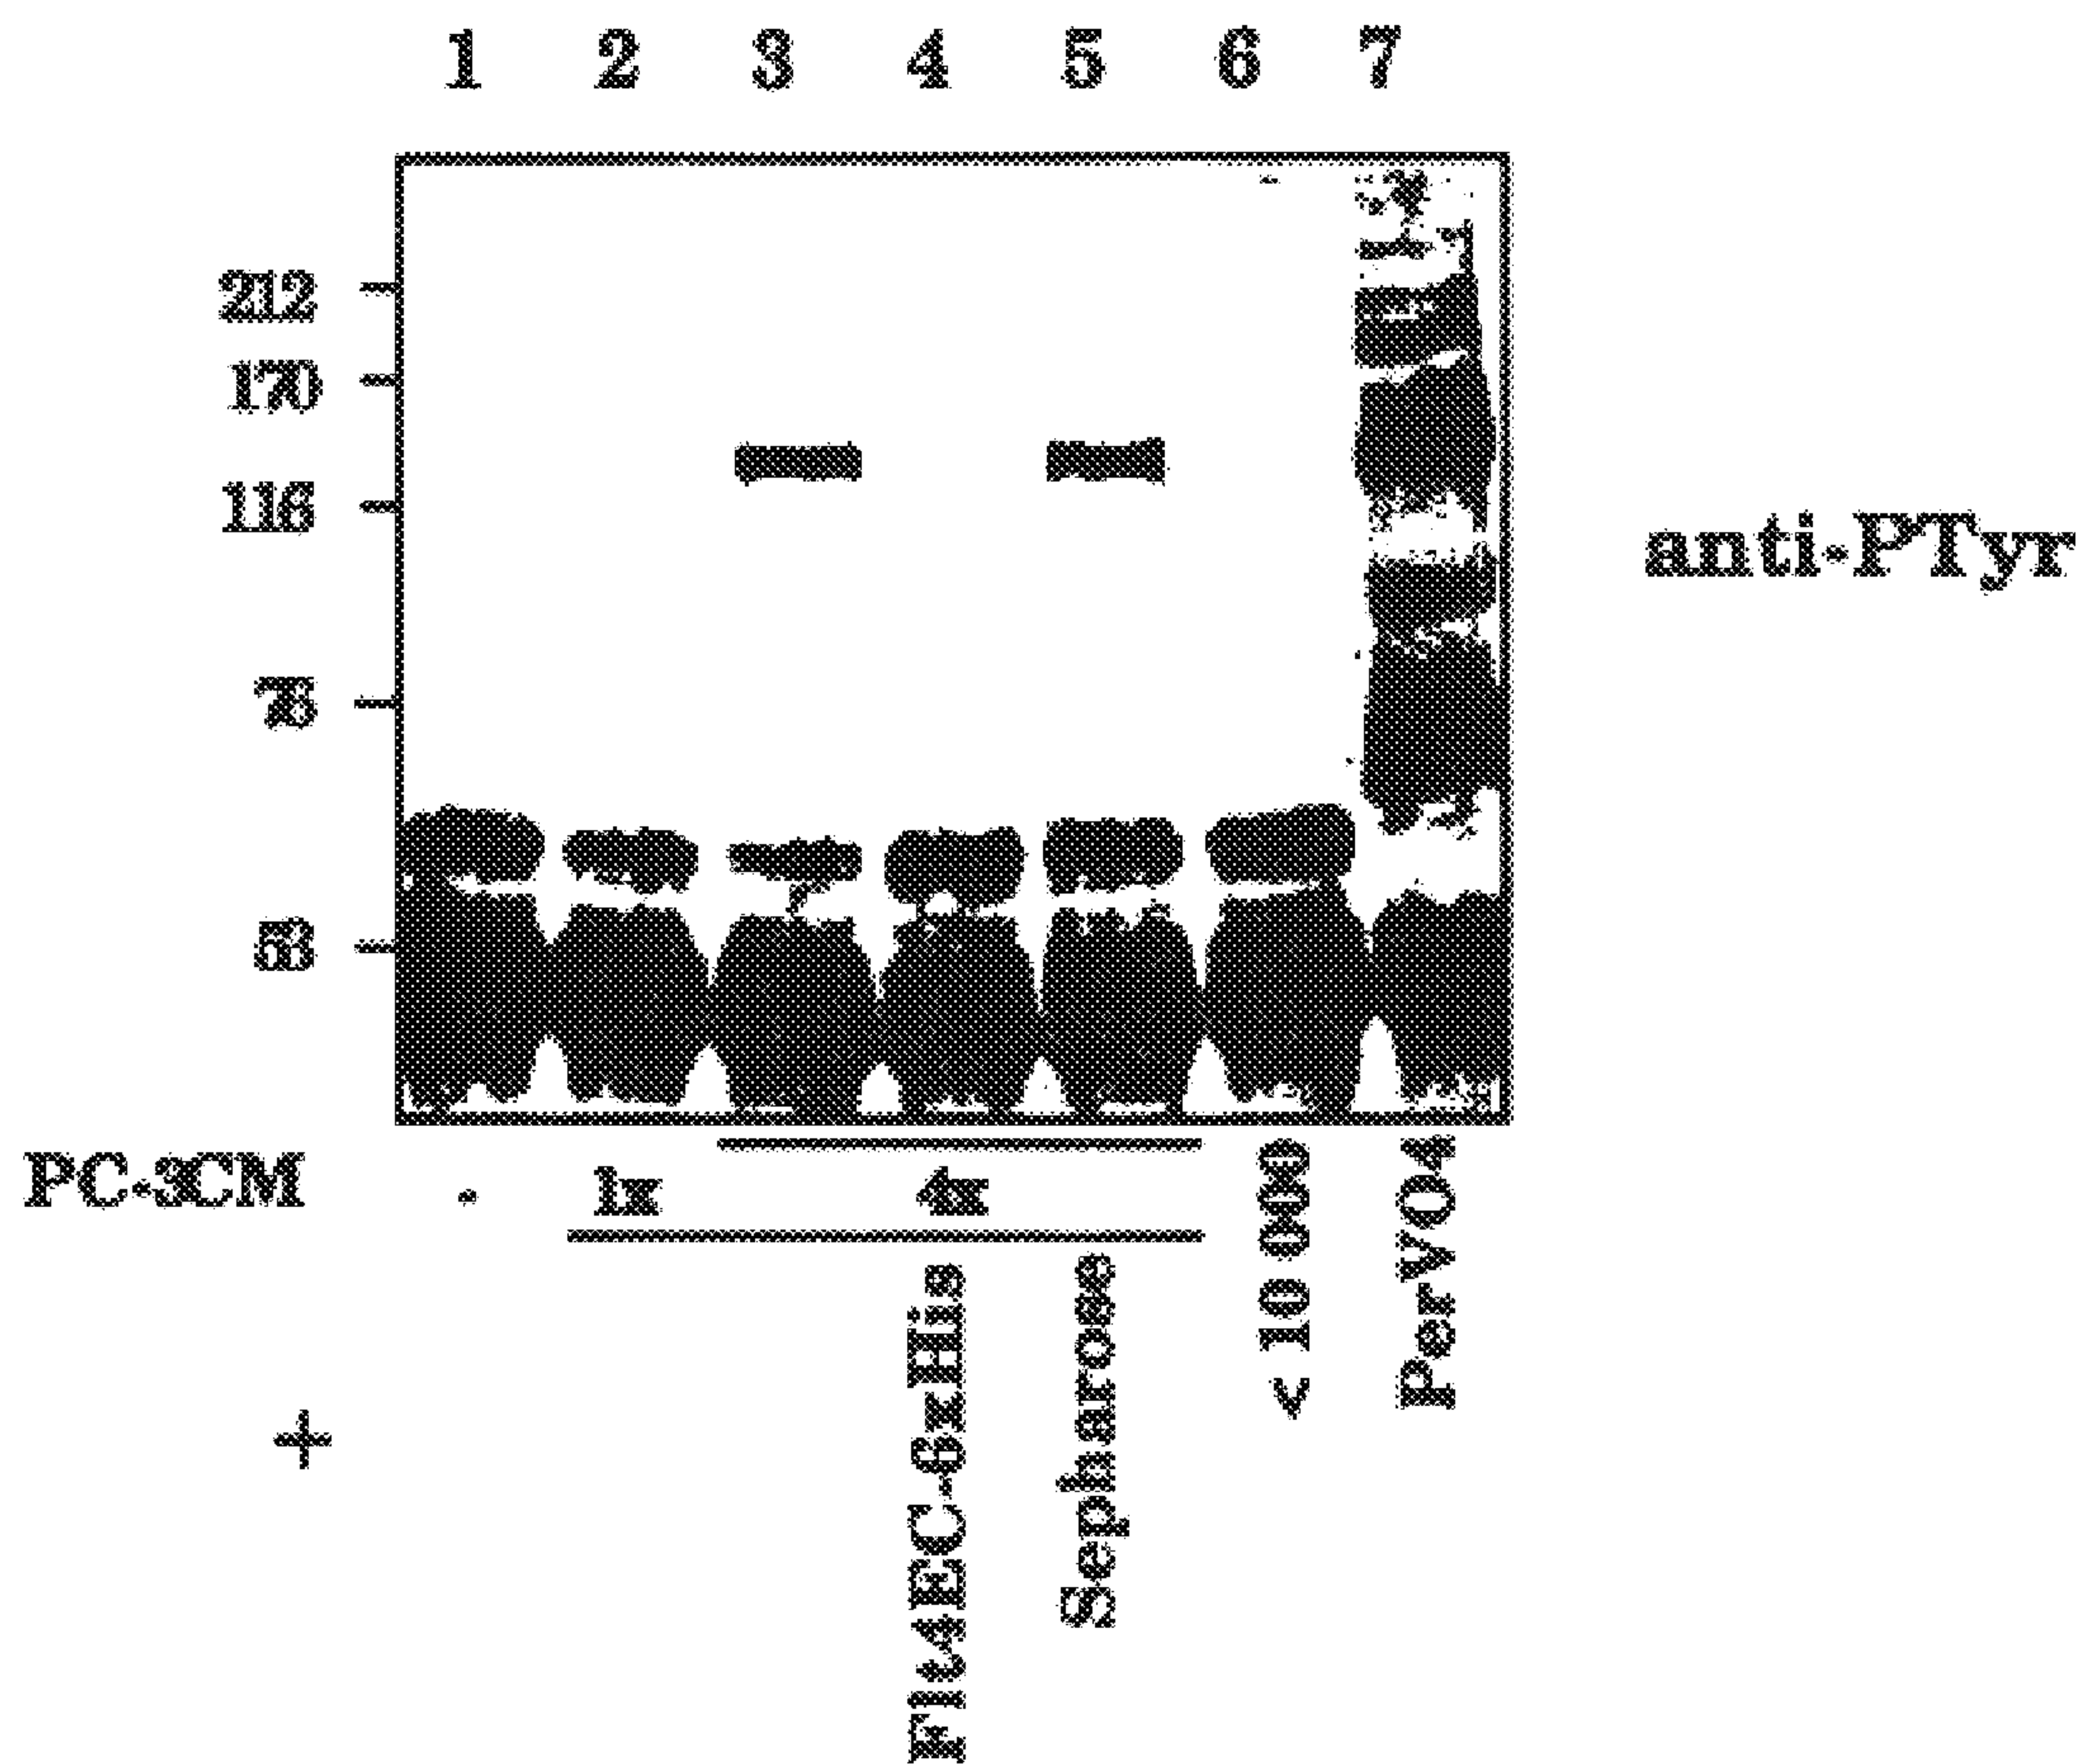 1 2 3 4 5 6 7
212
170
116
anti-PTyr
78
53
PC-3CM - 1x 4x < 10 000 PerVO4
+ Flt4EC-6xHis Sepharose